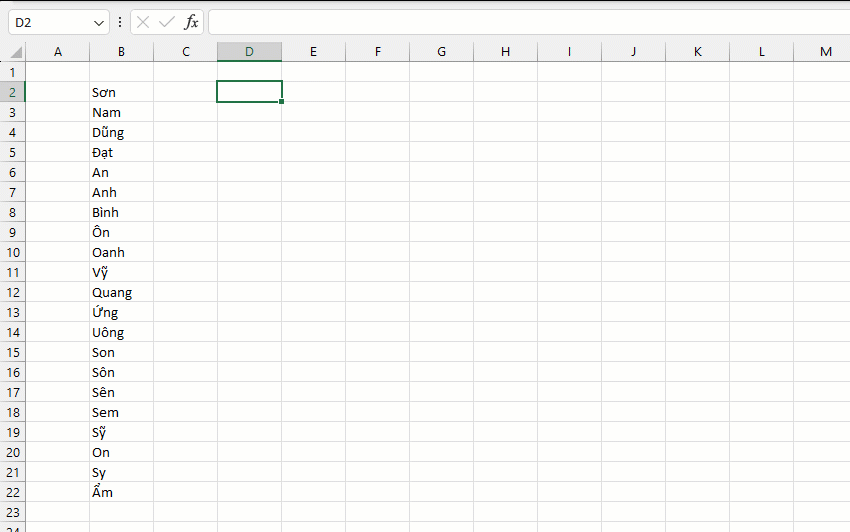 D2 fx
A B C D E F G H I J K L M
1
2 Sơn
3 Nam
4 Dũng
5 Đạt
6 An
7 Anh
8 Bình
9 Ôn
10 Oanh
11 Vỹ
12 Quang
13 Ứng
14 Uông
15 Son
16 Sôn
17 Sên
18 Sem
19 Sỹ
20 On
21 Sy
22 Ẩm
23
24